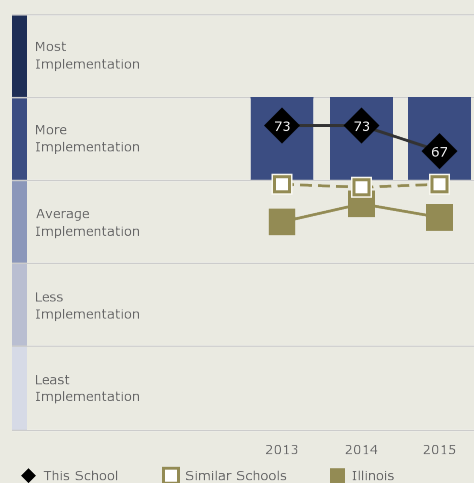 Most
Implementation
More
Implementation
73
73
67
Average
Implementation
Less
Implementation
Least
Implementation
2013
2014
2015
This School
Similar Schools
Illinois